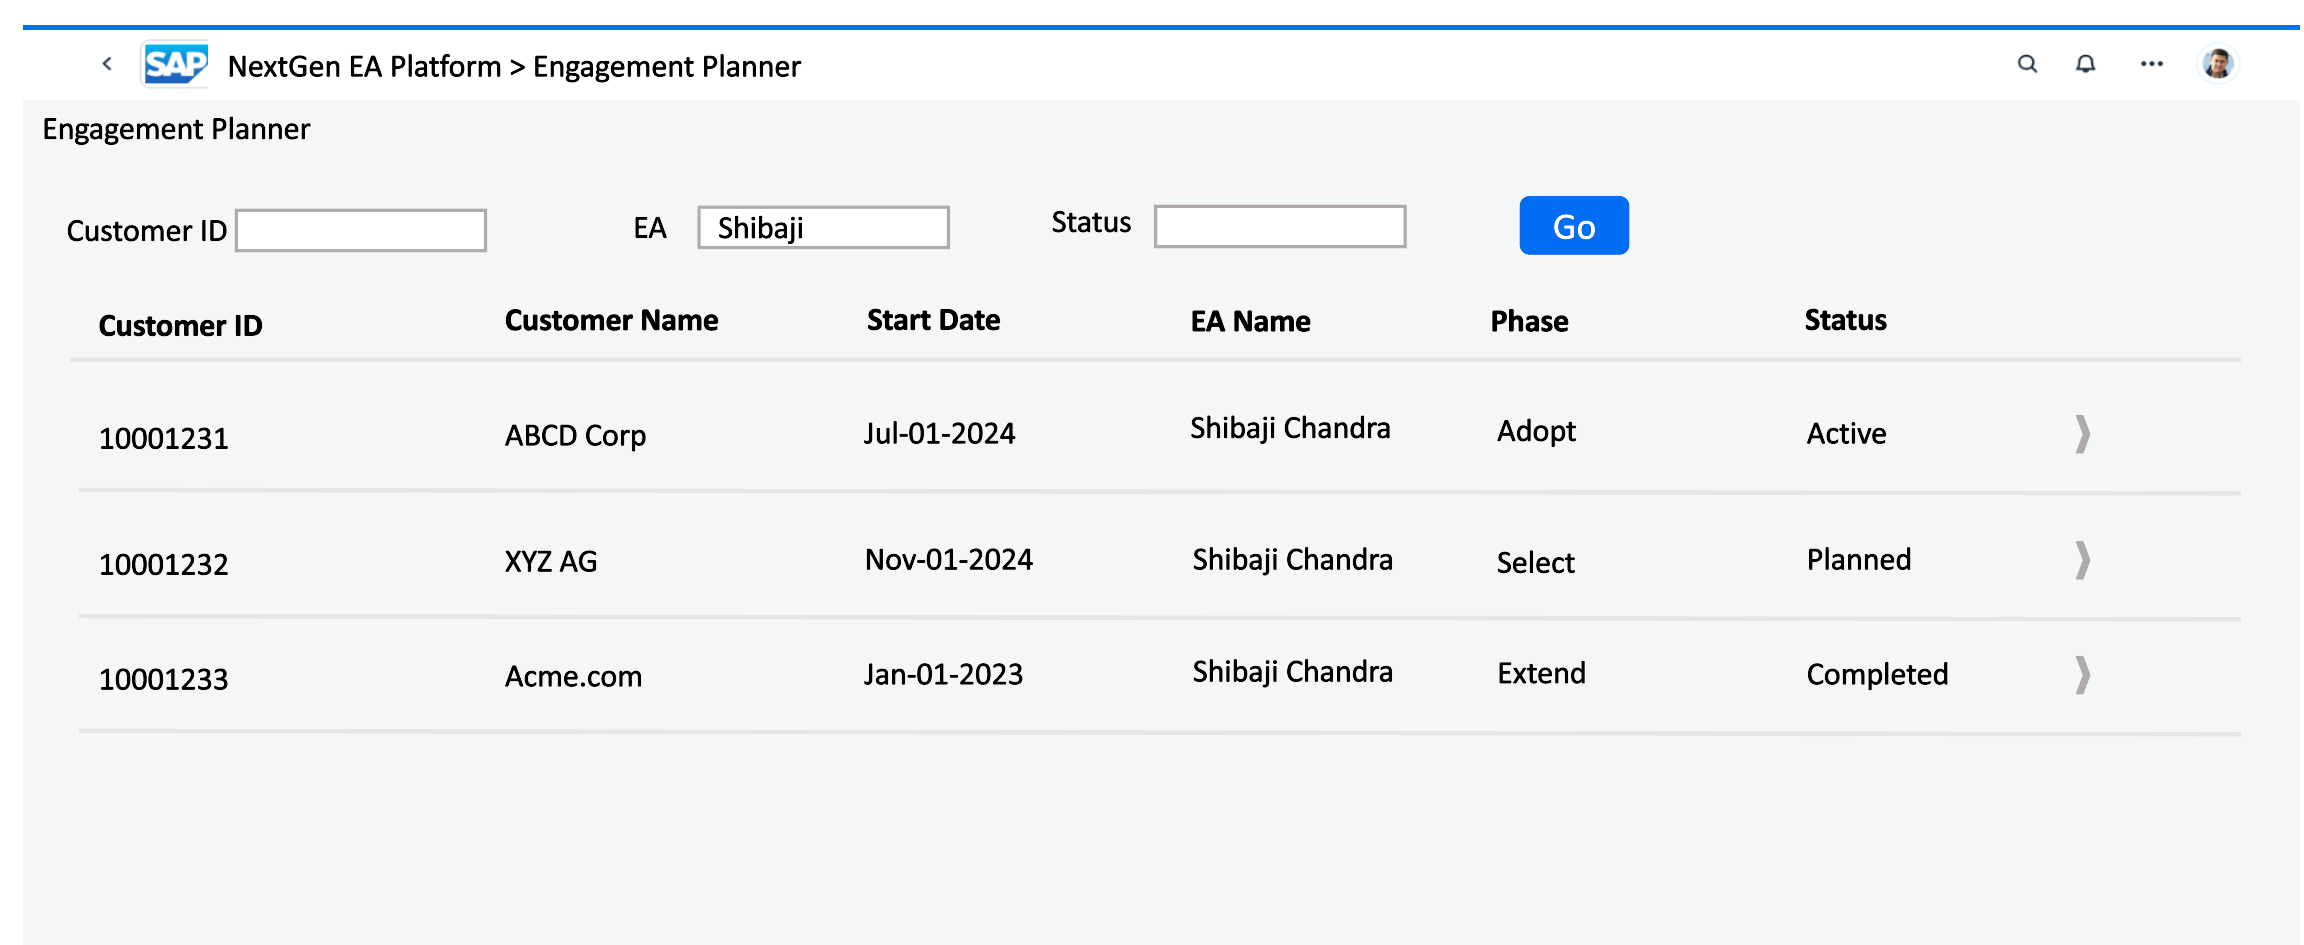 SAP NextGen EA Platform > Engagement Planner
Engagement Planner
Customer ID EA Shibaji Status Go
Customer ID Customer Name Start Date EA Name Phase Status
10001231 ABCD Corp Jul-01-2024 Shibaji Chandra Adopt Active
10001232 XYZ AG Nov-01-2024 Shibaji Chandra Select Planned
10001233 Acme.com Jan-01-2023 Shibaji Chandra Extend Completed